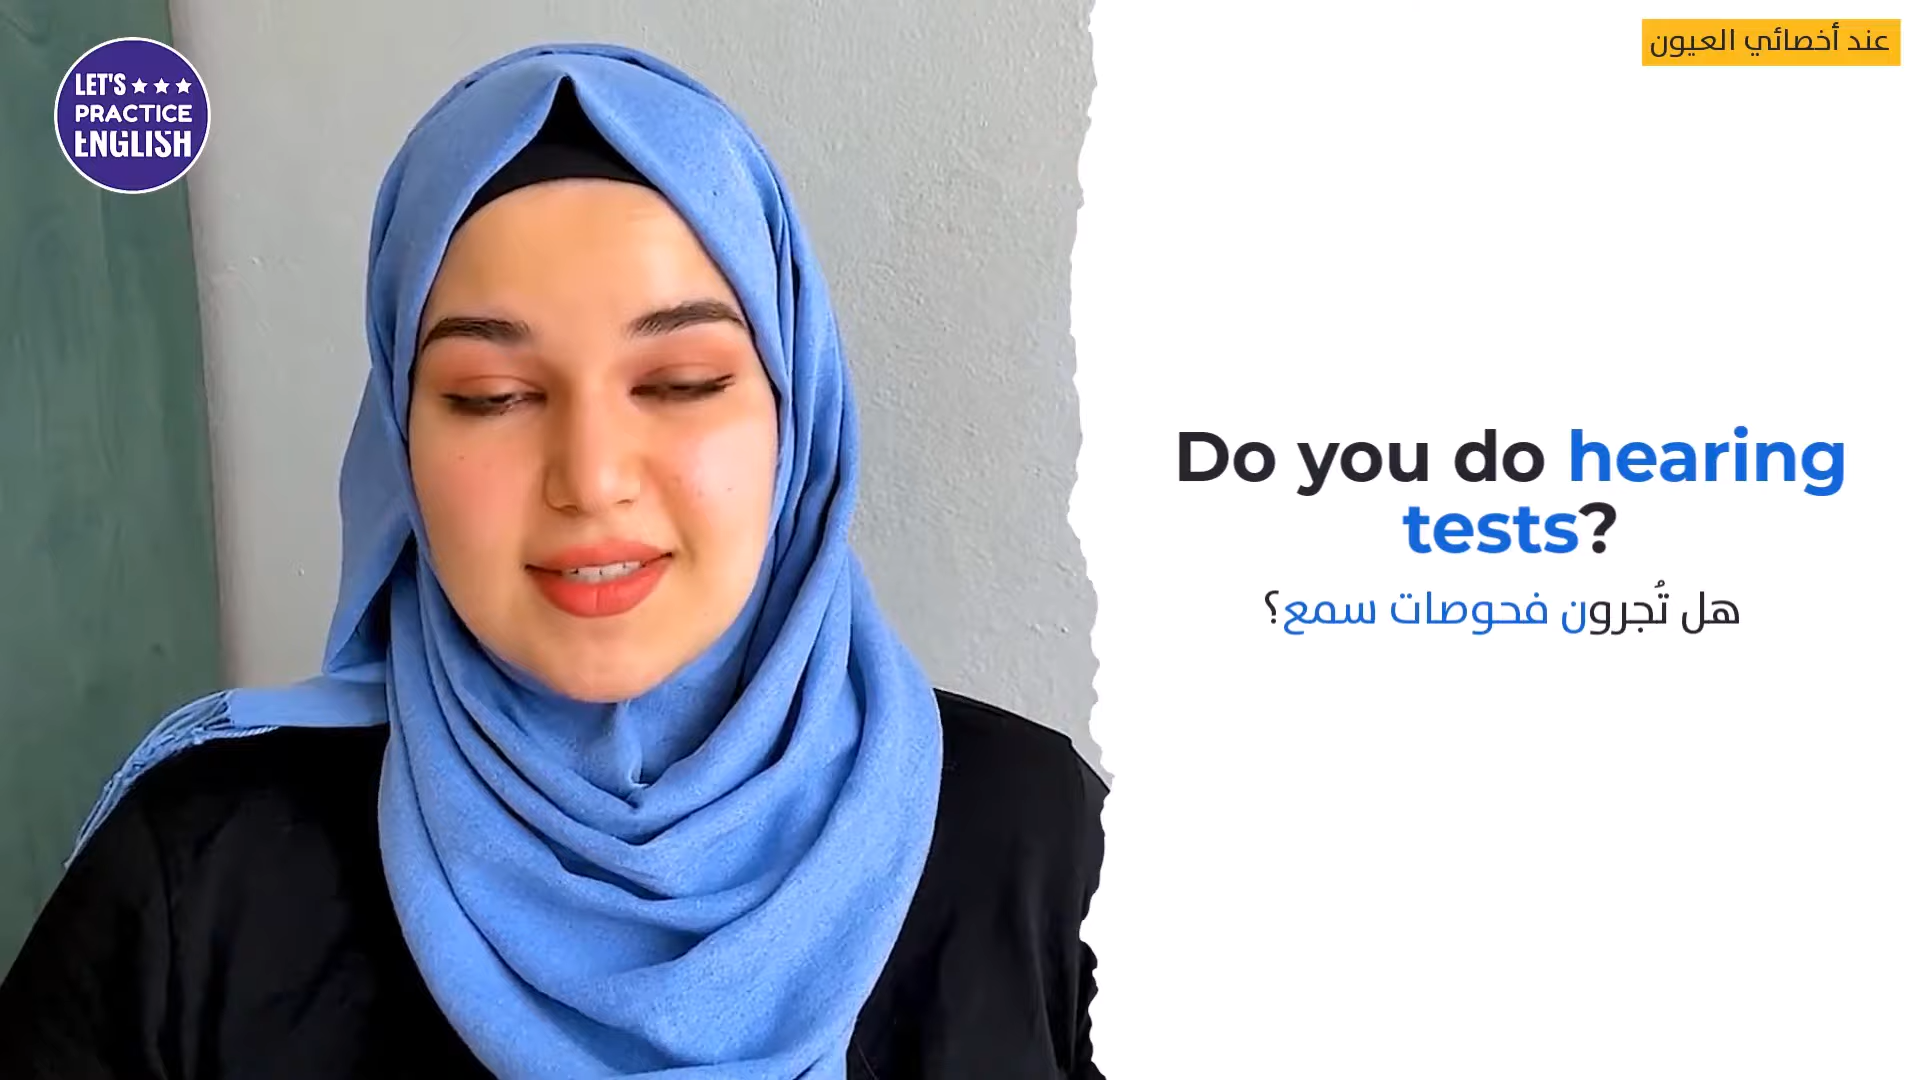 LET'S
PRACTICE
ENGLISH
عند أخصائي العيون
Do you do hearing
tests?
هل تُجرون فحوصات سمع؟